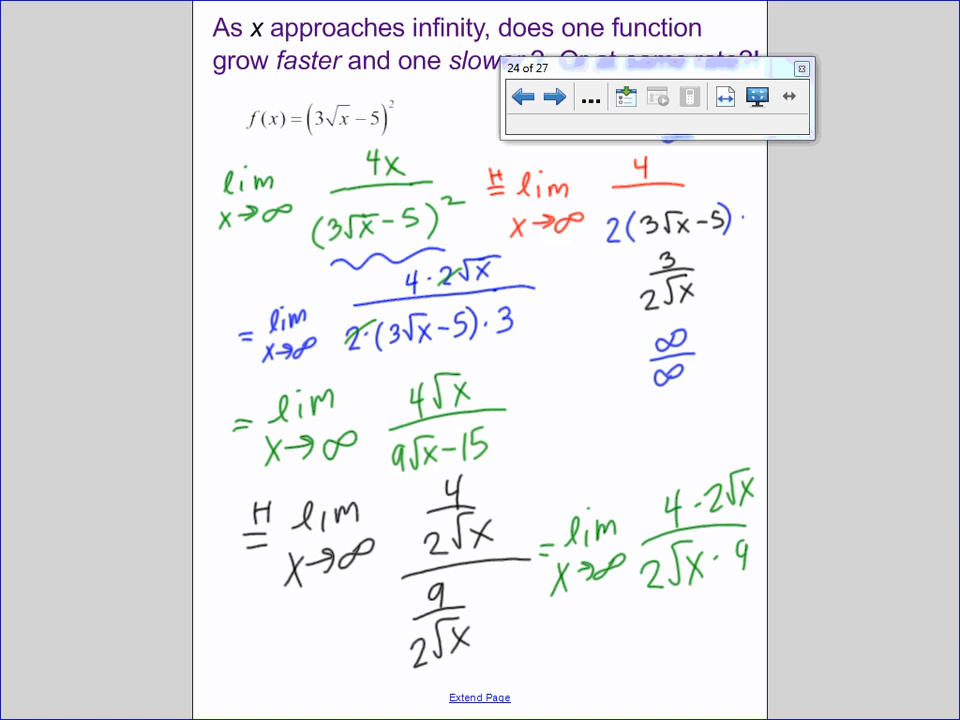 As x approaches infinity, does one function
grow faster and one slower?
24 of 27
f(x) = (3√x − 5)²
lim x→∞ 4x / (3√x − 5)² =H lim x→∞ 4 / 2(3√x − 5) ·
3 / 2√x
= lim x→∞ 4 · 2√x / 2 · (3√x − 5) · 3
∞ / ∞
= lim x→∞ 4√x / 9√x − 15
=H lim x→∞ 4 / 2√x / 9 / 2√x = lim x→∞ 4 · 2√x / 2√x · 9
Extend Page